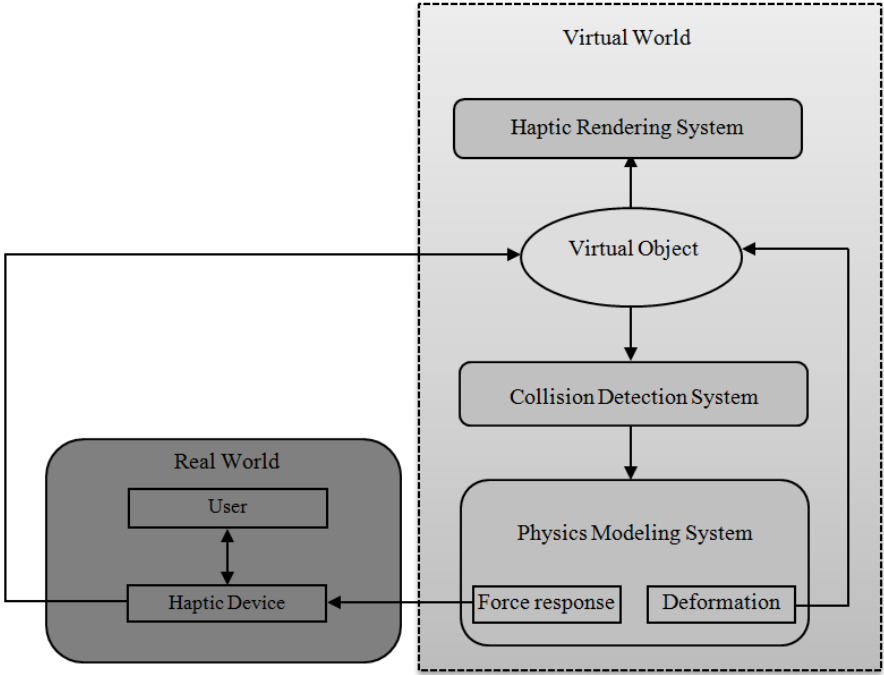 Virtual World
Haptic Rendering System
Virtual Object
Collision Detection System
Real World
User
Haptic Device
Physics Modeling System
Force response
Deformation